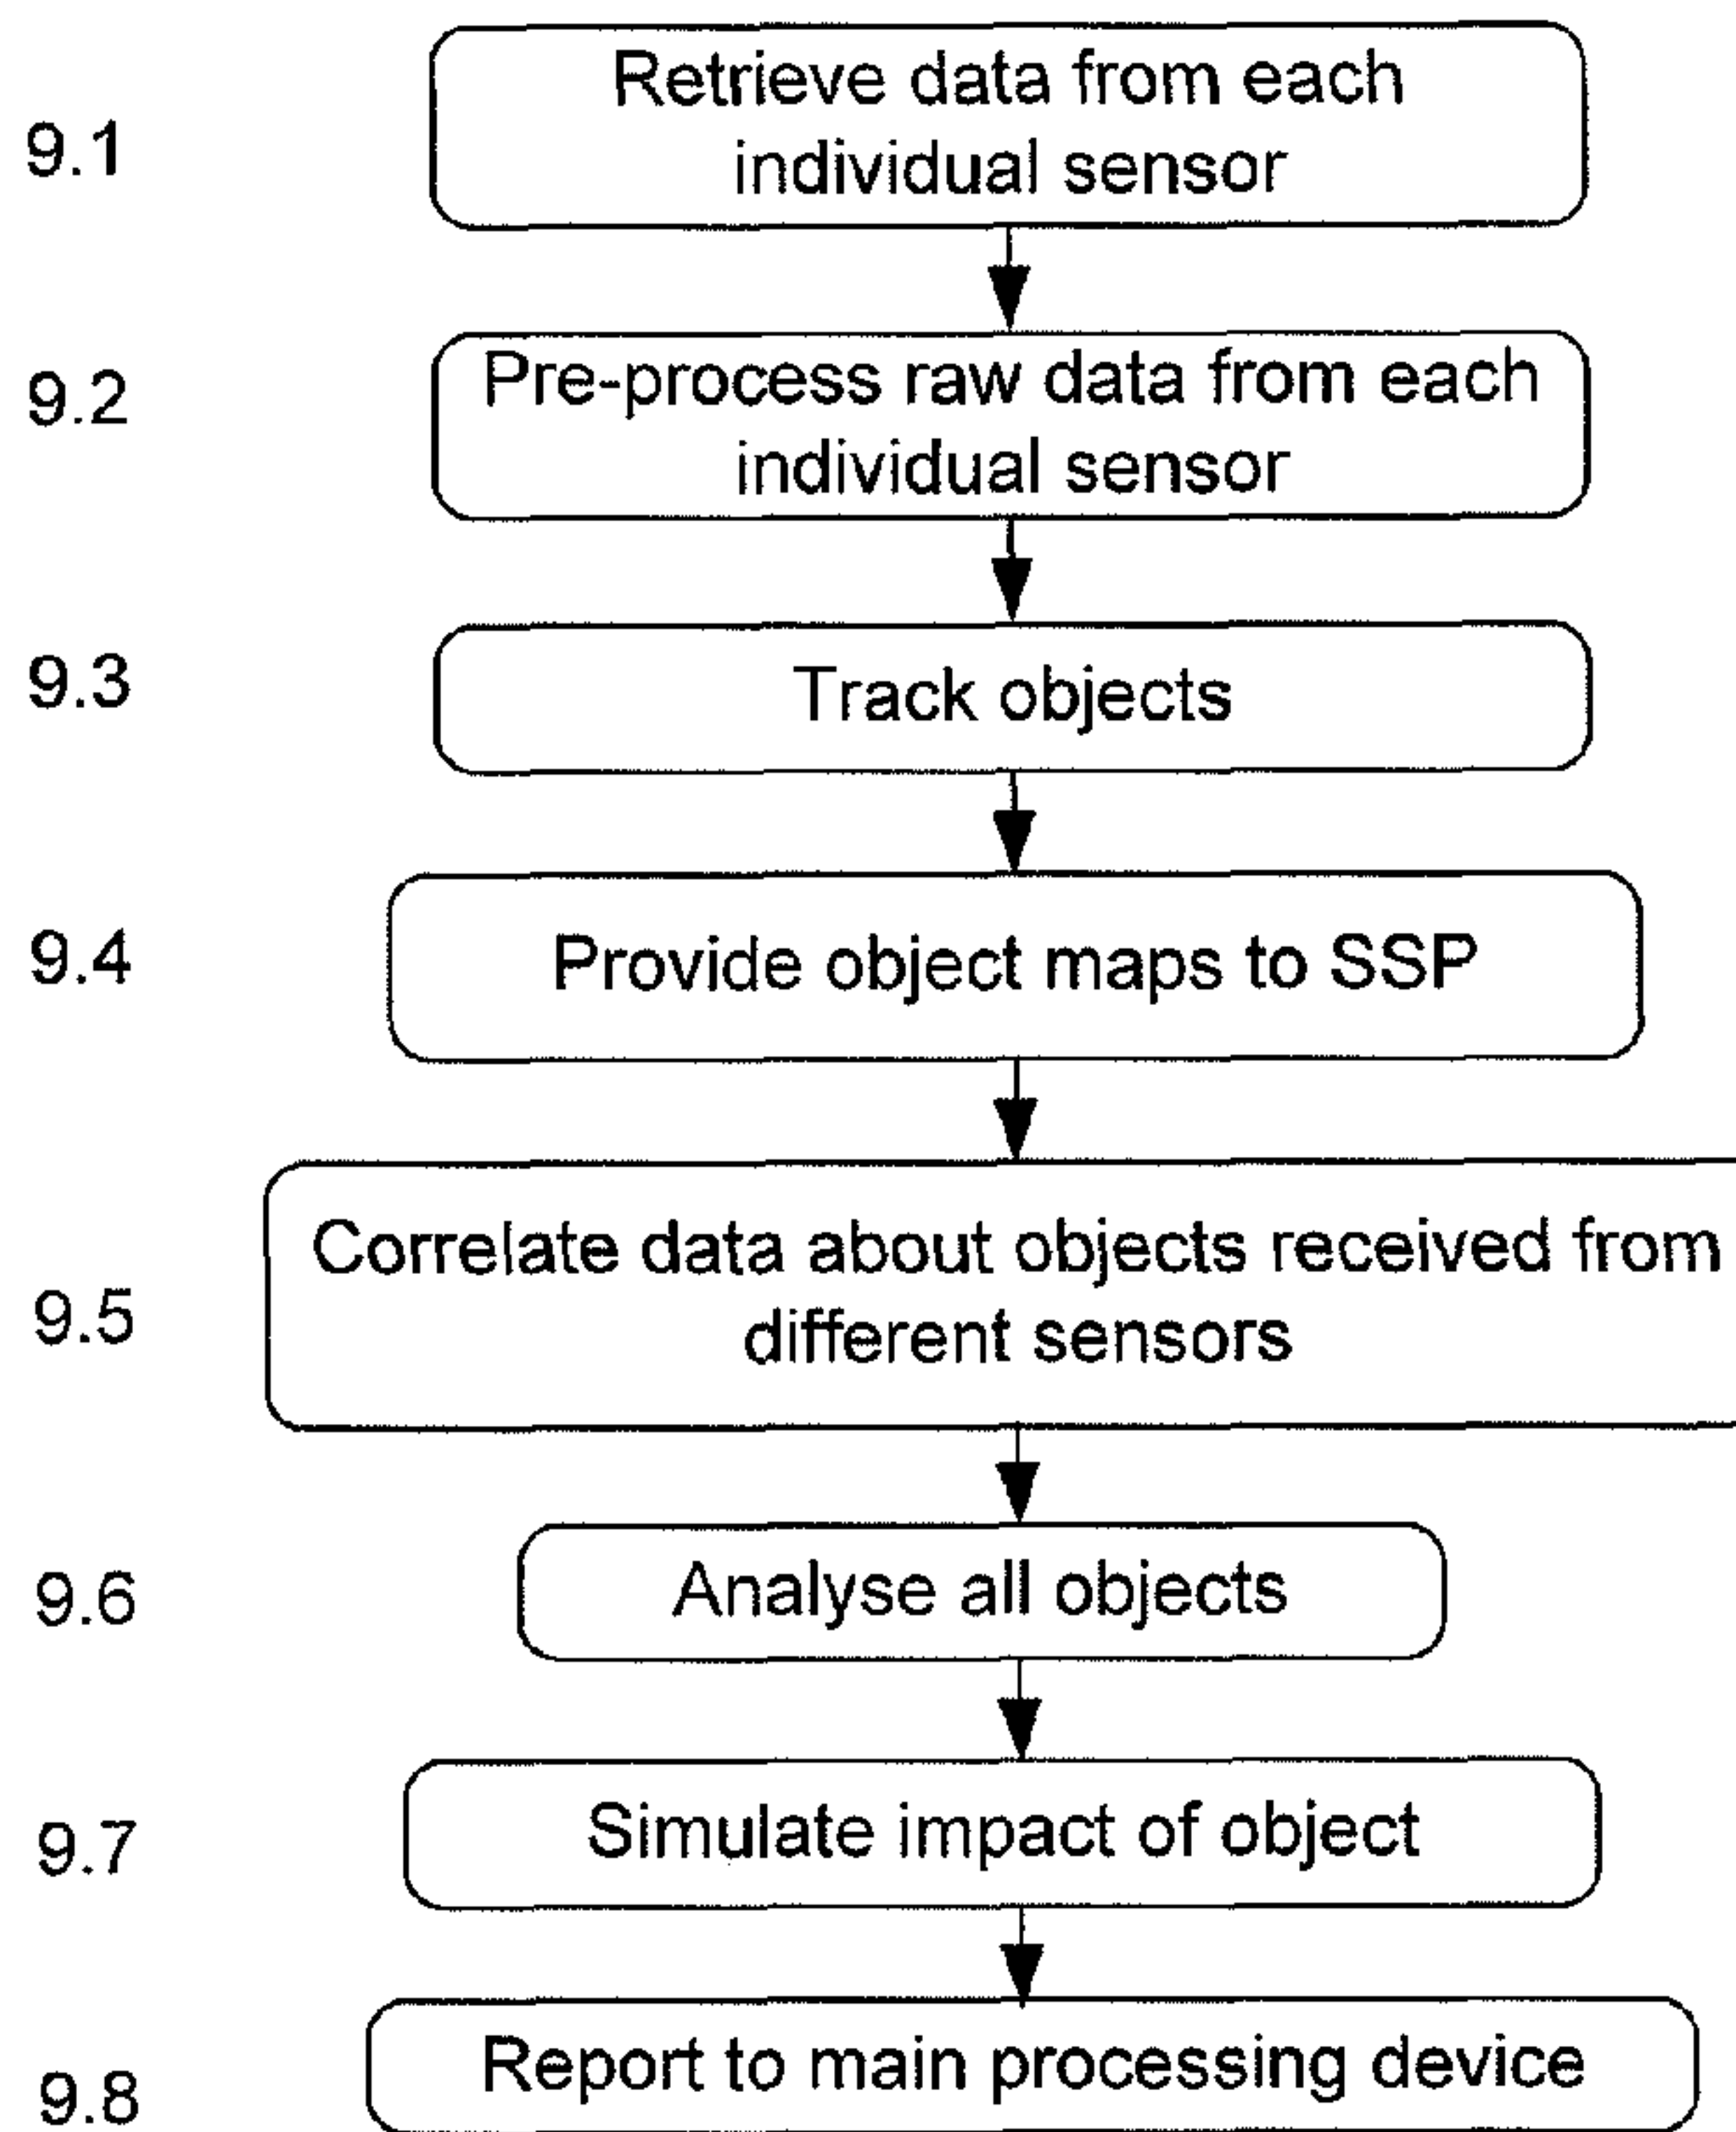 Retrieve data from each
9.1
individual sensor
9.2
Pre-process raw data from each
individual sensor
9.3
Track objects
9.4
Provide object maps to SSP
Correlate data about objects received from
9.5
different sensors
9.6
Analyse all objects
9.7
Simulate impact of object
9.8
Report to main processing device